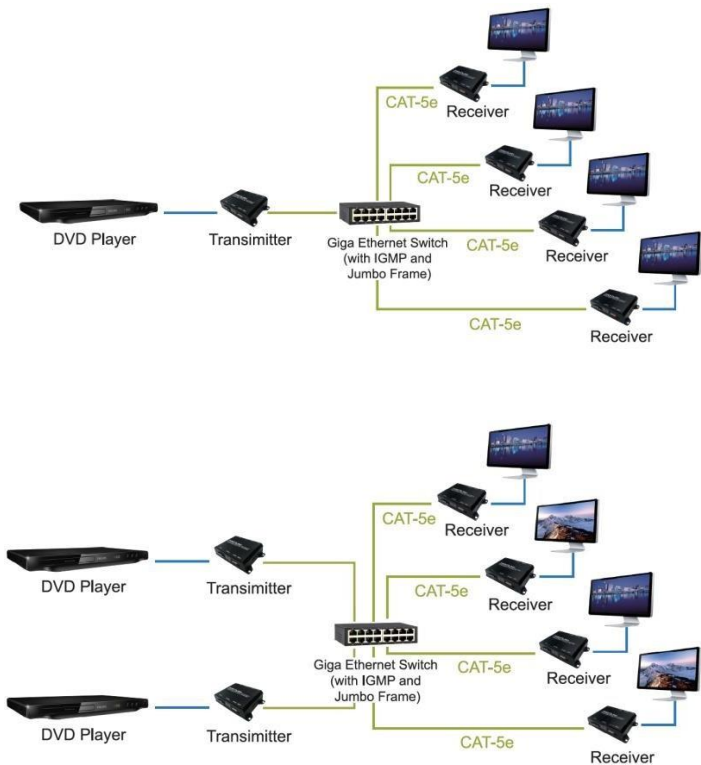 CAT-5e
Receiver
CAT-5e
Receiver
DVD Player
Transimitter
Giga Ethernet Switch
(with IGMP and
Jumbo Frame)
CAT-5e
Receiver
CAT-5e
Receiver
CAT-5e
Receiver
DVD Player
Transimitter
CAT-5e
Receiver
Giga Ethernet Switch
(with IGMP and
Jumbo Frame)
CAT-5e
Receiver
DVD Player
Transimitter
CAT-5e
Receiver